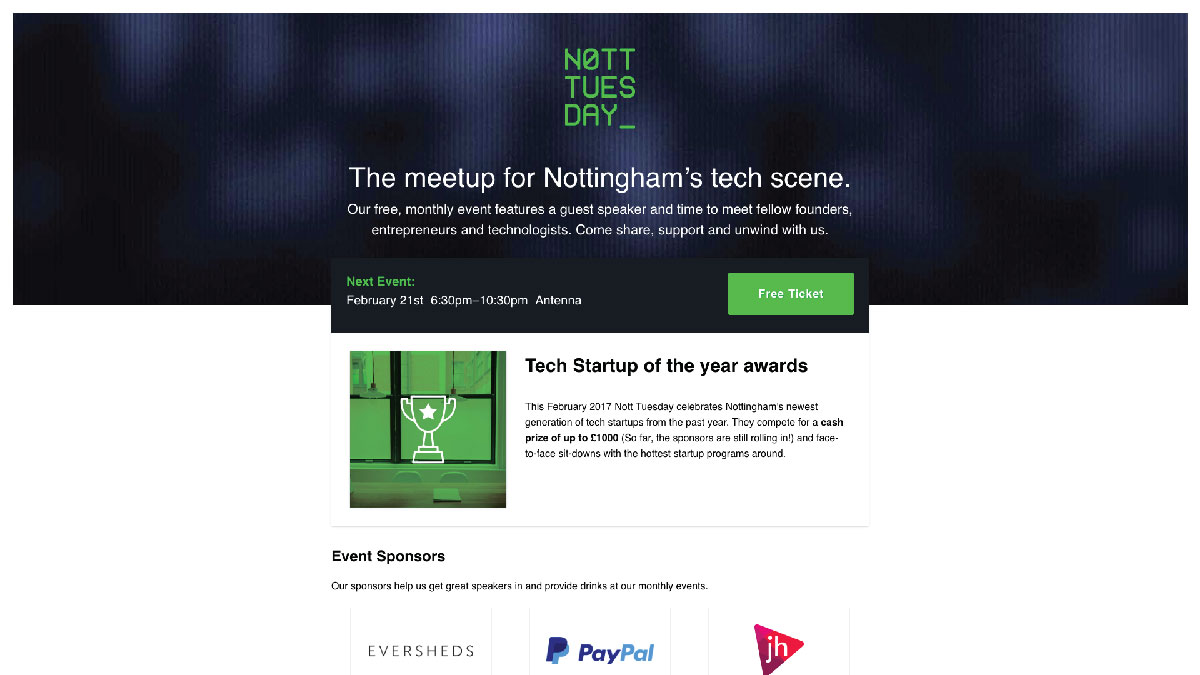 NØTT
TUES
DAY_
The meetup for Nottingham’s tech scene.
Our free, monthly event features a guest speaker and time to meet fellow founders,
entrepreneurs and technologists. Come share, support and unwind with us.
Next Event:
February 21st 6:30pm–10:30pm Antenna
Free Ticket
Tech Startup of the year awards
This February 2017 Nott Tuesday celebrates Nottingham's newest
generation of tech startups from the past year. They compete for a cash
prize of up to £1000 (So far, the sponsors are still rolling in!) and face-
to-face sit-downs with the hottest startup programs around.
Event Sponsors
Our sponsors help us get great speakers in and provide drinks at our monthly events.
EVERSHEDS
PayPal
jh